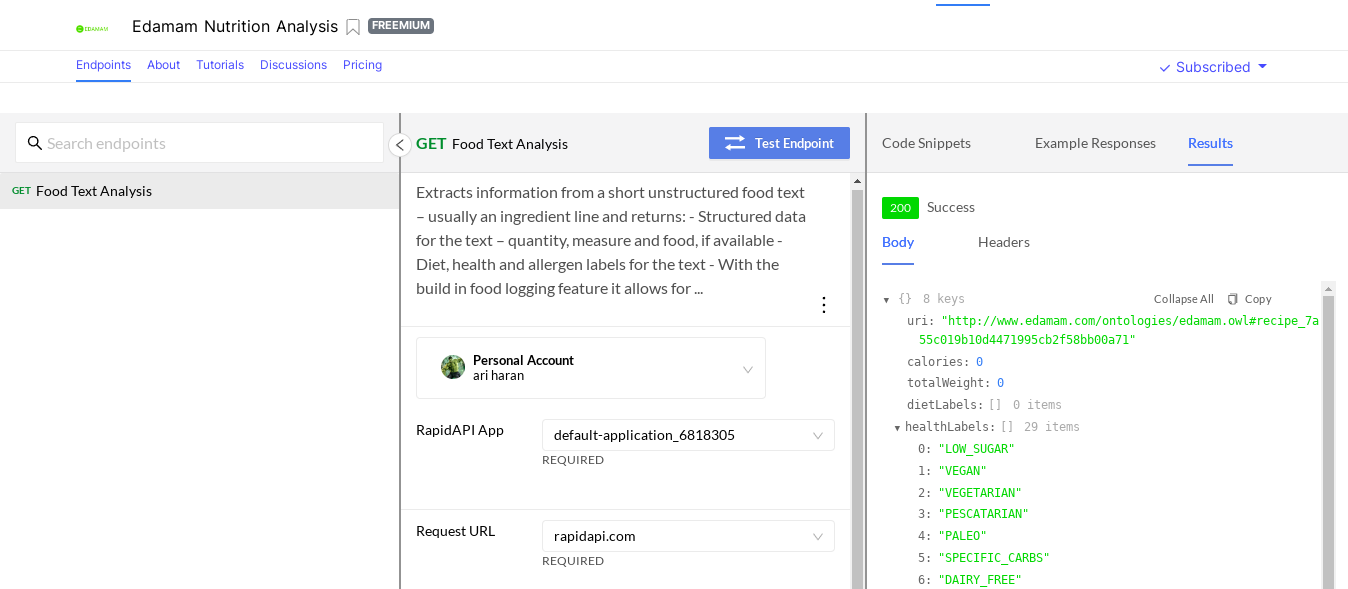 EDAMAM
Edamam Nutrition Analysis
FREEMIUM
Endpoints
About
Tutorials
Discussions
Pricing
Subscribed
Search endpoints
GET Food Text Analysis
GET Food Text Analysis
Test Endpoint
Extracts information from a short unstructured food text
– usually an ingredient line and returns: - Structured data
for the text – quantity, measure and food, if available -
Diet, health and allergen labels for the text - With the
build in food logging feature it allows for ...
Personal Account
ari haran
RapidAPI App
default-application_6818305
REQUIRED
Request URL
rapidapi.com
REQUIRED
Code Snippets
Example Responses
Results
200 Success
Body
Headers
{} 8 keys
Collapse All
Copy
uri: "http://www.edamam.com/ontologies/edamam.owl#recipe_7a
55c019b10d4471995cb2f58bb00a71"
calories: 0
totalWeight: 0
dietLabels: [] 0 items
healthLabels: [] 29 items
0: "LOW_SUGAR"
1: "VEGAN"
2: "VEGETARIAN"
3: "PESCATARIAN"
4: "PALEO"
5: "SPECIFIC_CARBS"
6: "DAIRY_FREE"